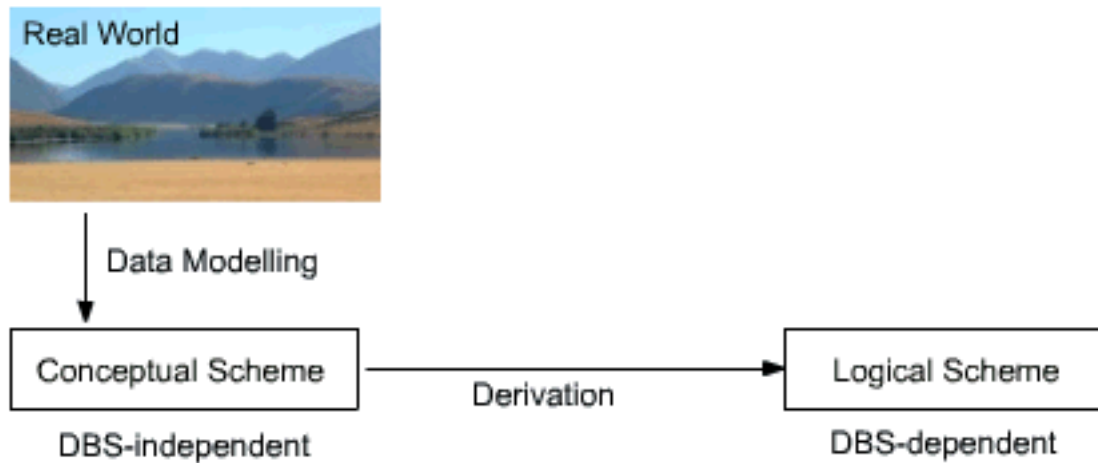 Real World
Data Modelling
Conceptual Scheme
Derivation
Logical Scheme
DBS-independent
DBS-dependent